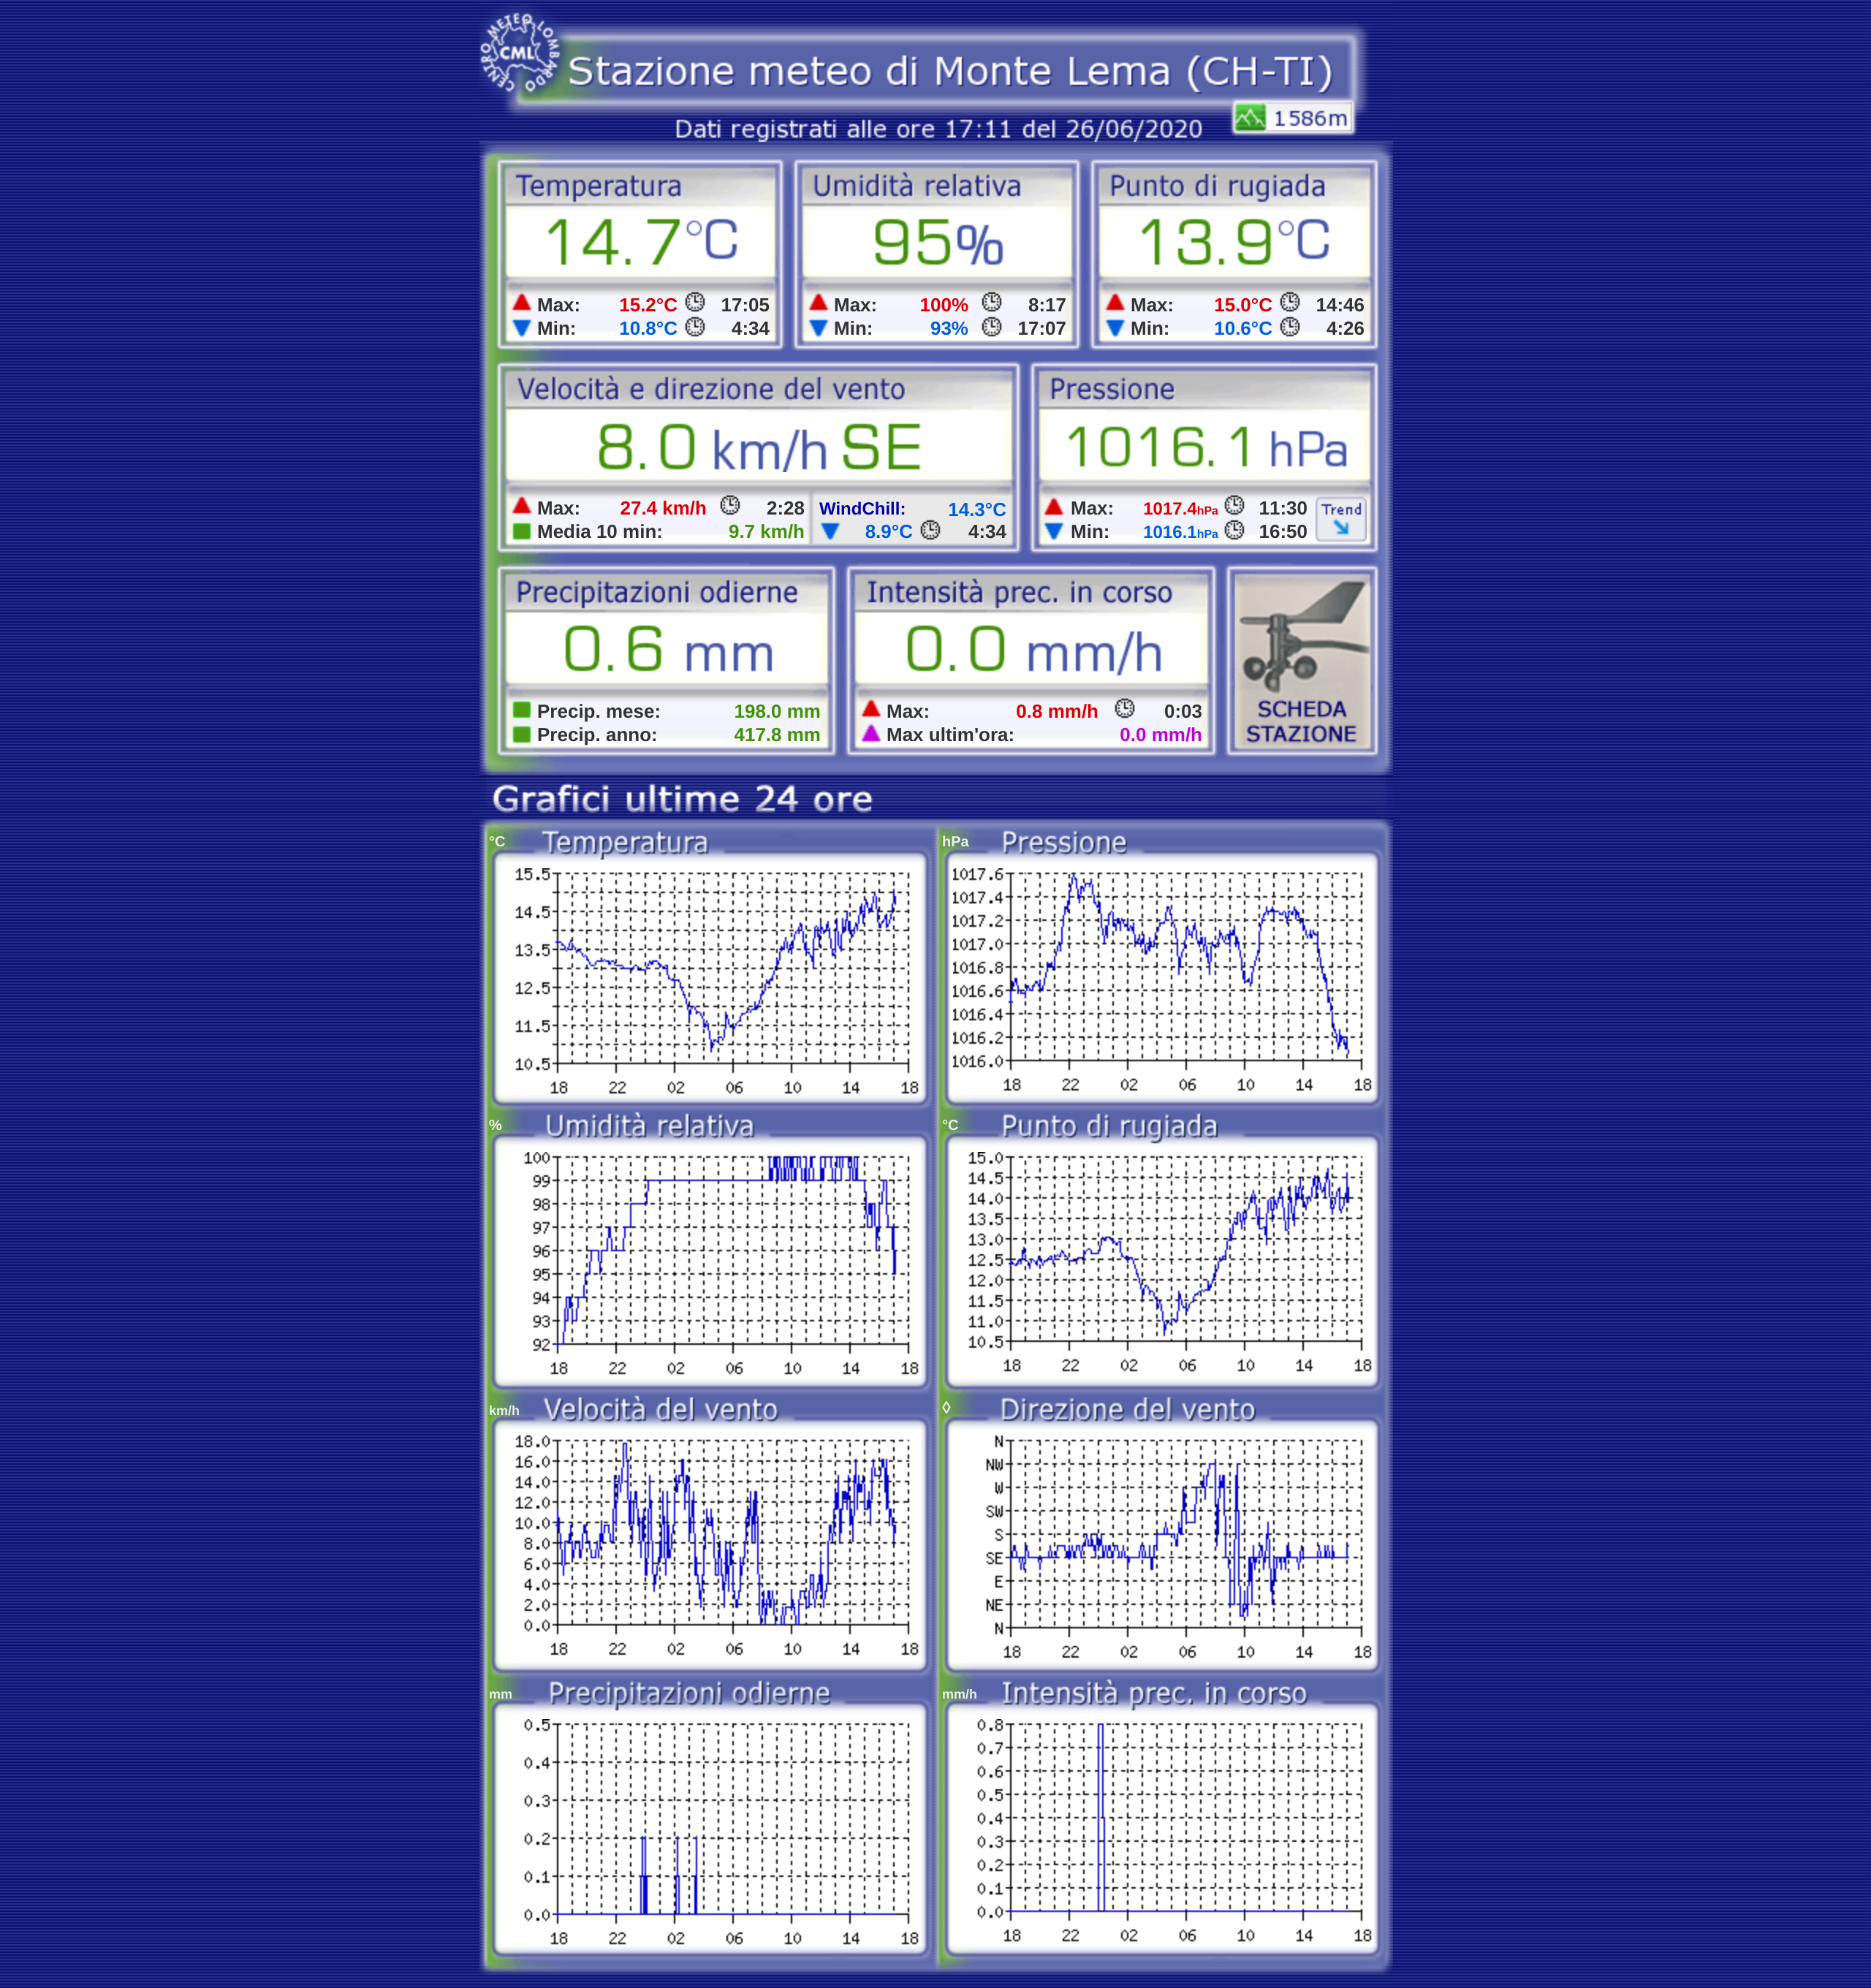 CENTRO METEO LOMBARDO
CML
Stazione meteo di Monte Lema (CH-TI)
1586m
Dati registrati alle ore 17:11 del 26/06/2020
Temperatura
14.7°C
Max: 15.2°C 17:05
Min: 10.8°C 4:34
Umidità relativa
95%
Max: 100% 8:17
Min: 93% 17:07
Punto di rugiada
13.9°C
Max: 15.0°C 14:46
Min: 10.6°C 4:26
Velocità e direzione del vento
8.0 km/h SE
Max: 27.4 km/h 2:28
Media 10 min: 9.7 km/h
WindChill: 14.3°C
8.9°C 4:34
Pressione
1016.1 hPa
Max: 1017.4hPa 11:30
Min: 1016.1hPa 16:50
Trend
Precipitazioni odierne
0.6 mm
Precip. mese: 198.0 mm
Precip. anno: 417.8 mm
Intensità prec. in corso
0.0 mm/h
Max: 0.8 mm/h 0:03
Max ultim'ora: 0.0 mm/h
SCHEDA
STAZIONE
Grafici ultime 24 ore
°C Temperatura
15.5
14.5
13.5
12.5
11.5
10.5
18 22 02 06 10 14 18
hPa Pressione
1017.6
1017.4
1017.2
1017.0
1016.8
1016.6
1016.4
1016.2
1016.0
18 22 02 06 10 14 18
% Umidità relativa
100
99
98
97
96
95
94
93
92
18 22 02 06 10 14 18
°C Punto di rugiada
15.0
14.5
14.0
13.5
13.0
12.5
12.0
11.5
11.0
10.5
18 22 02 06 10 14 18
km/h Velocità del vento
18.0
16.0
14.0
12.0
10.0
8.0
6.0
4.0
2.0
0.0
18 22 02 06 10 14 18
◊ Direzione del vento
N
NW
W
SW
S
SE
E
NE
N
18 22 02 06 10 14 18
mm Precipitazioni odierne
0.5
0.4
0.3
0.2
0.1
0.0
18 22 02 06 10 14 18
mm/h Intensità prec. in corso
0.8
0.7
0.6
0.5
0.4
0.3
0.2
0.1
0.0
18 22 02 06 10 14 18